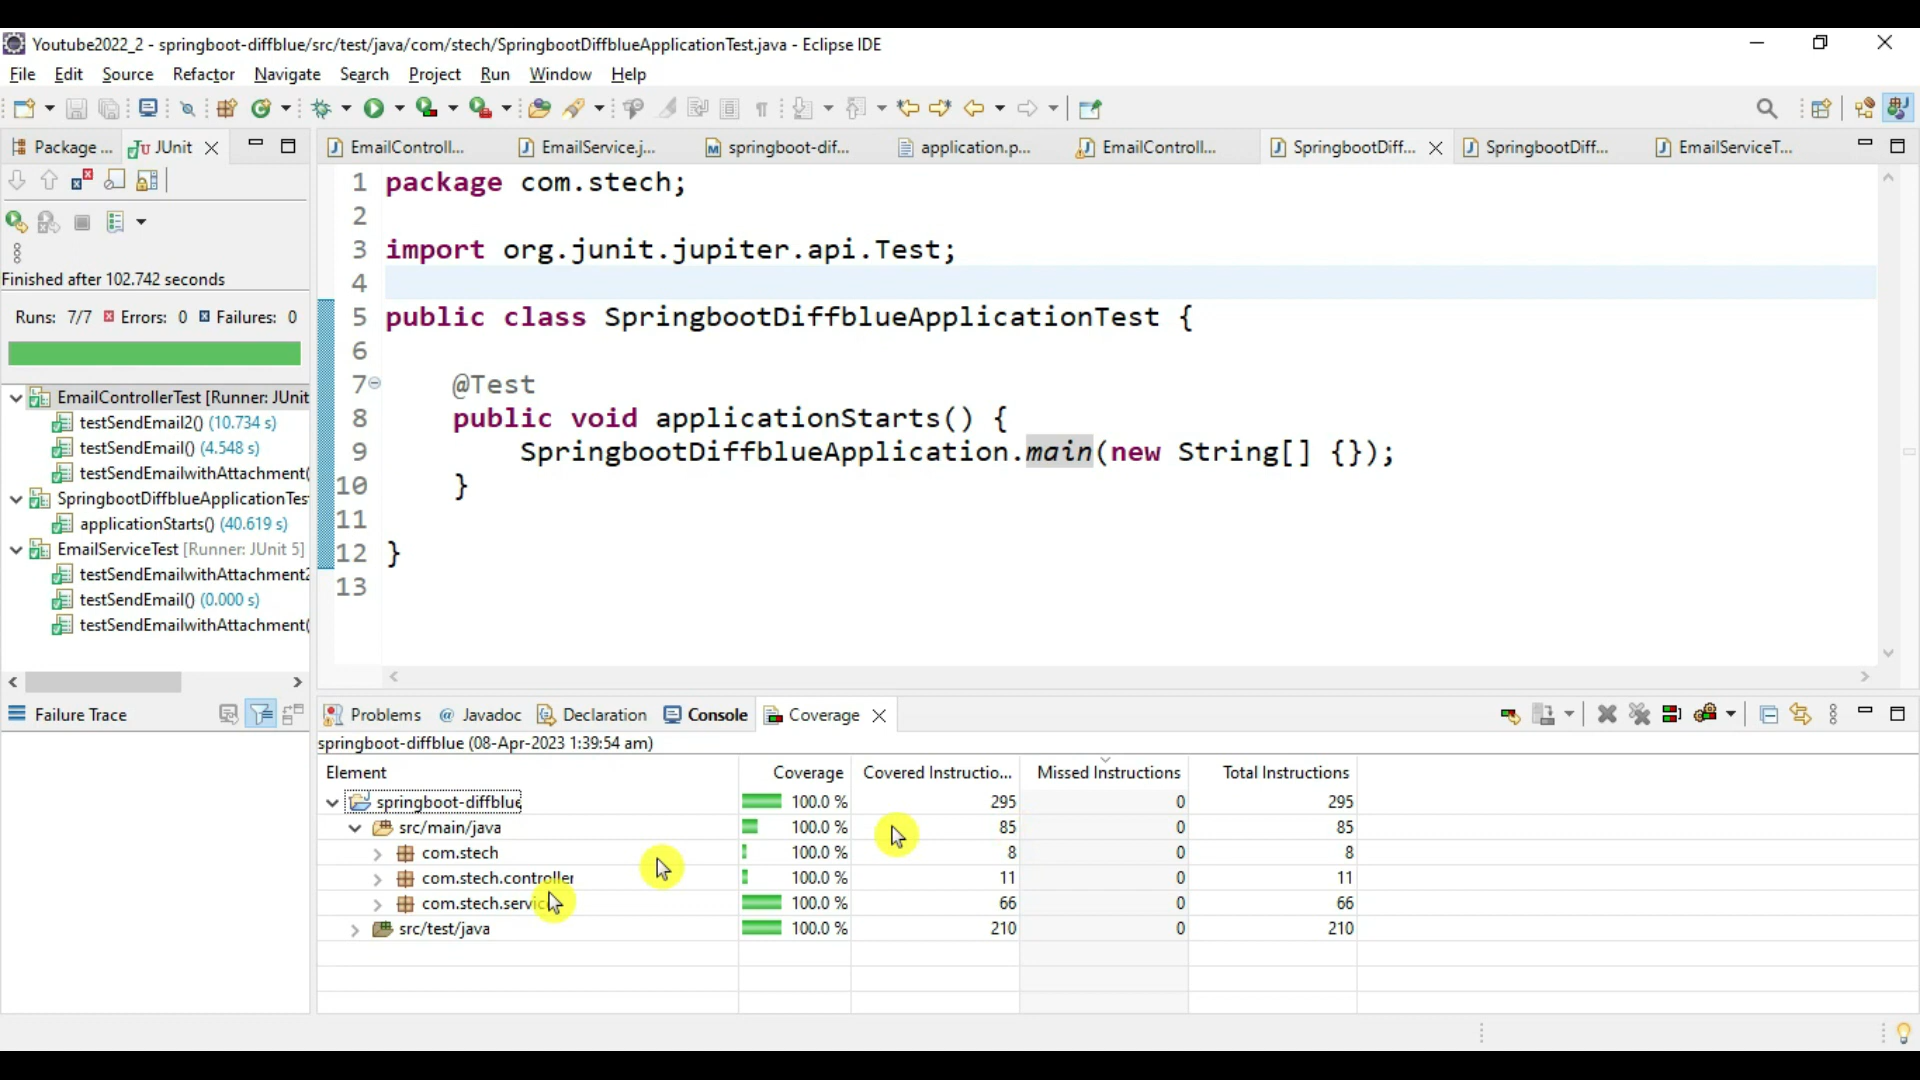 Youtube2022_2 - springboot-diffblue/src/test/java/com/stech/SpringbootDiffblueApplicationTest.java - Eclipse IDE
File Edit Source Refactor Navigate Search Project Run Window Help
Package ... JUnit
EmailControll... EmailService.j... springboot-dif... application.p... EmailControll... SpringbootDiff... SpringbootDiff... EmailServiceT...
Finished after 102.742 seconds
Runs: 7/7 Errors: 0 Failures: 0
EmailControllerTest [Runner: JUnit
testSendEmail2() (10.734 s)
testSendEmail() (4.548 s)
testSendEmailwithAttachment(
SpringbootDiffblueApplicationTes
applicationStarts() (40.619 s)
EmailServiceTest [Runner: JUnit 5]
testSendEmailwithAttachment2
testSendEmail() (0.000 s)
testSendEmailwithAttachment(
Failure Trace
1 package com.stech;
2
3 import org.junit.jupiter.api.Test;
4
5 public class SpringbootDiffblueApplicationTest {
6
7 @Test
8 public void applicationStarts() {
9 SpringbootDiffblueApplication.main(new String[] {});
10 }
11
12 }
13
Problems @ Javadoc Declaration Console Coverage
springboot-diffblue (08-Apr-2023 1:39:54 am)
Element Coverage Covered Instructio... Missed Instructions Total Instructions
springboot-diffblue 100.0 % 295 0 295
src/main/java 100.0 % 85 0 85
com.stech 100.0 % 8 0 8
com.stech.controller 100.0 % 11 0 11
com.stech.servic 100.0 % 66 0 66
src/test/java 100.0 % 210 0 210